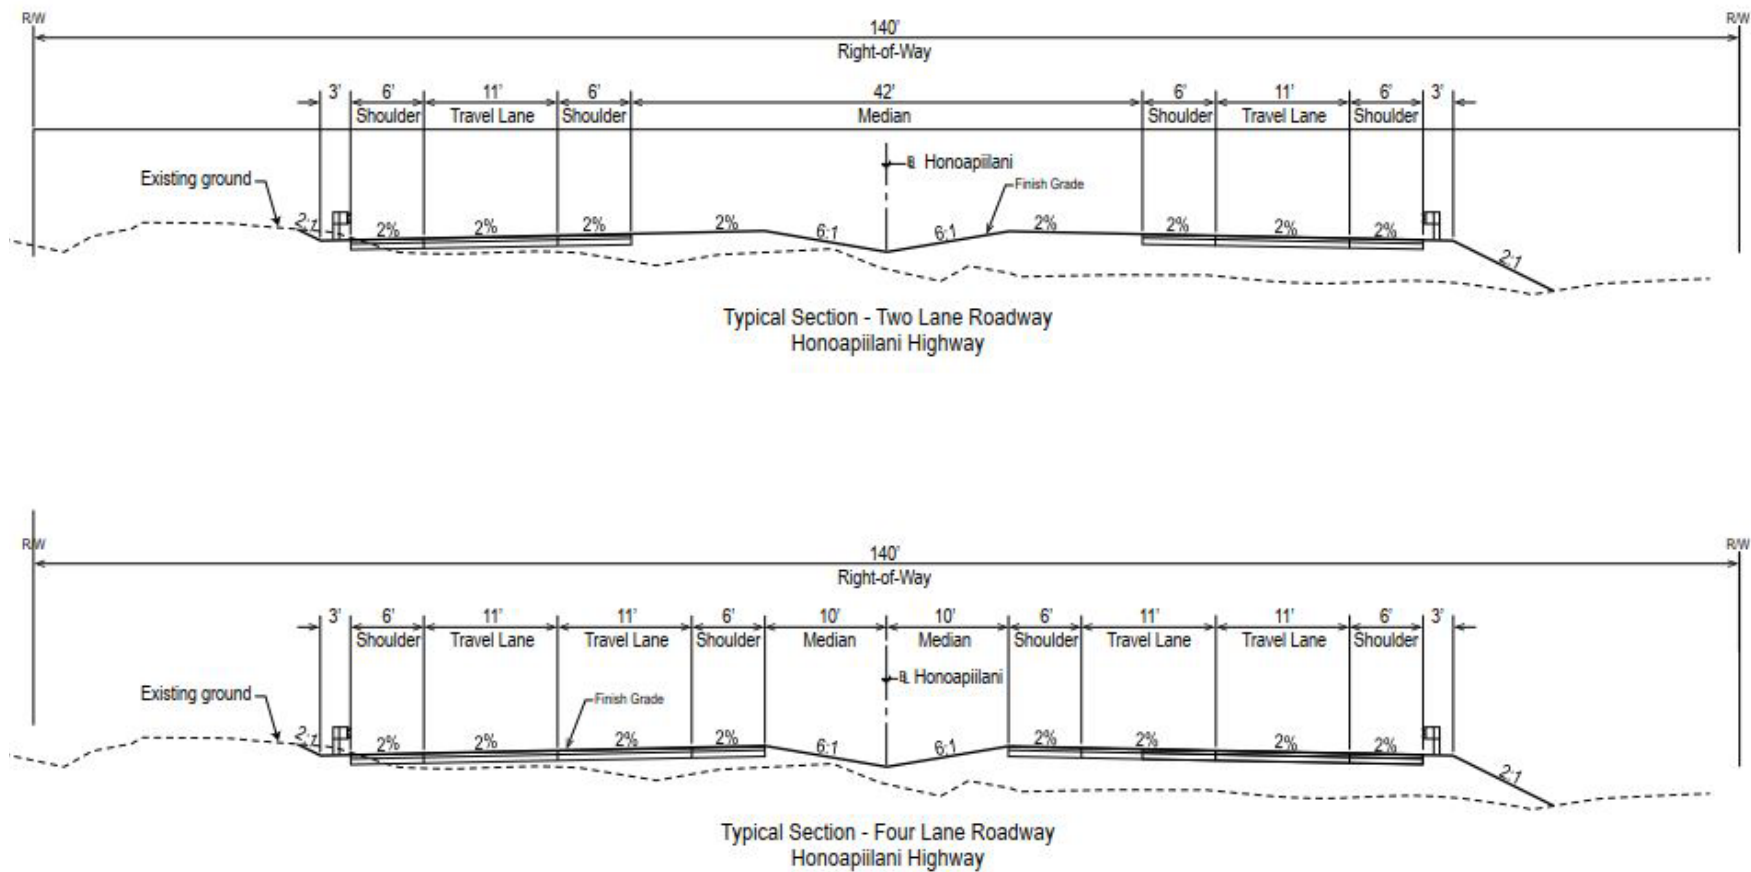 R/W R/W
140'
Right-of-Way
3' 6' 11' 6' 42' 6' 11' 6' 3'
Shoulder Travel Lane Shoulder Median Shoulder Travel Lane Shoulder
Honoapiilani
Existing ground Finish Grade
2:1 2% 2% 2% 2% 6:1 6:1 2% 2% 2% 2% 2:1
Typical Section - Two Lane Roadway
Honoapiilani Highway
R/W R/W
140'
Right-of-Way
3' 6' 11' 11' 6' 10' 10' 6' 11' 11' 6' 3'
Shoulder Travel Lane Travel Lane Shoulder Median Median Shoulder Travel Lane Travel Lane Shoulder
Honoapiilani
Existing ground Finish Grade
2:1 2% 2% 2% 2% 6:1 6:1 2% 2% 2% 2% 2:1
Typical Section - Four Lane Roadway
Honoapiilani Highway